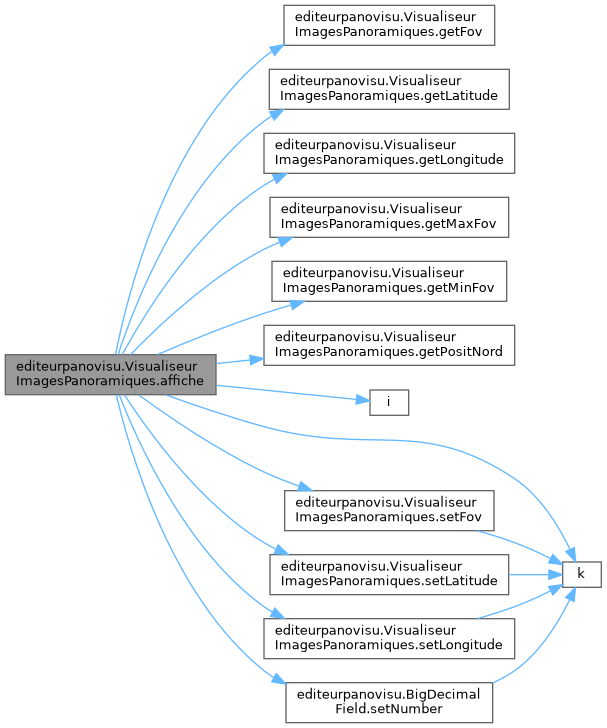 editeurpanovisu.Visualiseur
ImagesPanoramiques.getFov
editeurpanovisu.Visualiseur
ImagesPanoramiques.getLatitude
editeurpanovisu.Visualiseur
ImagesPanoramiques.getLongitude
editeurpanovisu.Visualiseur
ImagesPanoramiques.getMaxFov
editeurpanovisu.Visualiseur
ImagesPanoramiques.getMinFov
editeurpanovisu.Visualiseur
ImagesPanoramiques.getPositNord
editeurpanovisu.Visualiseur
ImagesPanoramiques.affiche
i
editeurpanovisu.Visualiseur
ImagesPanoramiques.setFov
editeurpanovisu.Visualiseur
ImagesPanoramiques.setLatitude
k
editeurpanovisu.Visualiseur
ImagesPanoramiques.setLongitude
editeurpanovisu.BigDecimal
Field.setNumber